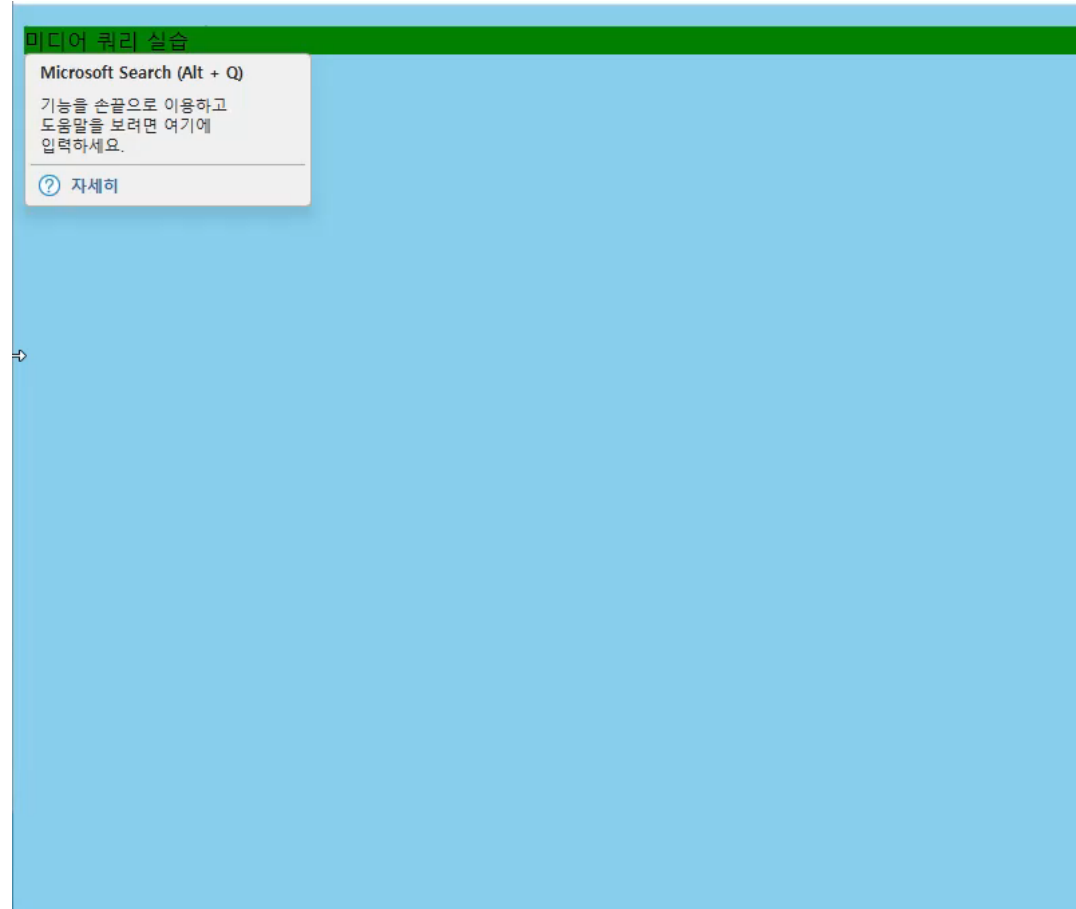 미디어 쿼리 실습
Microsoft Search (Alt + Q)
기능을 손끝으로 이용하고
도움말을 보려면 여기에
입력하세요.
자세히